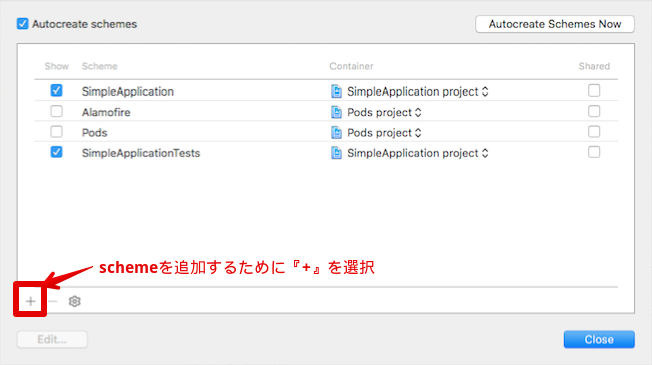 Autocreate schemes
Autocreate Schemes Now
Show Scheme Container Shared
SimpleApplication SimpleApplication project
Alamofire Pods project
Pods Pods project
SimpleApplicationTests SimpleApplication project
schemeを追加するために『+』を選択
Edit...
Close